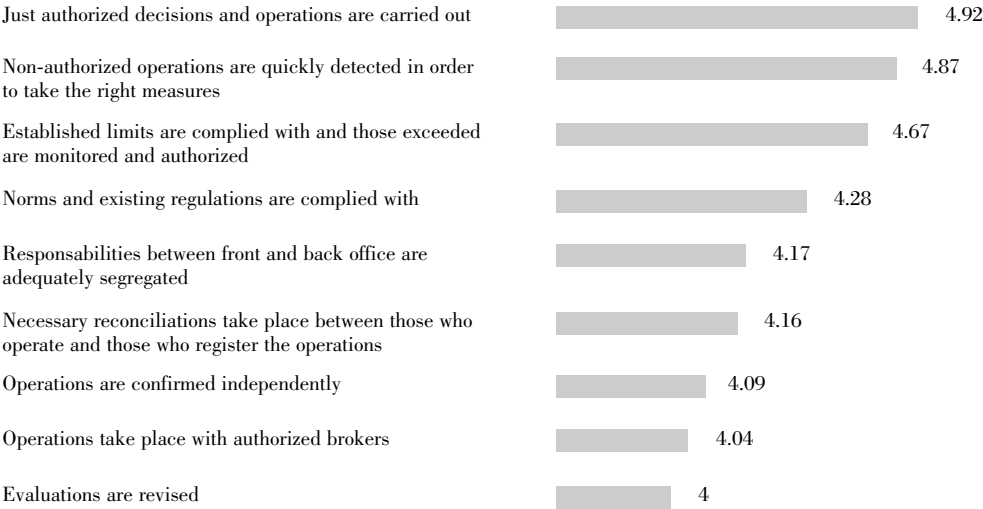 Just authorized decisions and operations are carried out 4.92
Non-authorized operations are quickly detected in order 4.87
to take the right measures
Established limits are complied with and those exceeded 4.67
are monitored and authorized
Norms and existing regulations are complied with 4.28
Responsabilities between front and back office are 4.17
adequately segregated
Necessary reconciliations take place between those who 4.16
operate and those who register the operations
Operations are confirmed independently 4.09
Operations take place with authorized brokers 4.04
Evaluations are revised 4